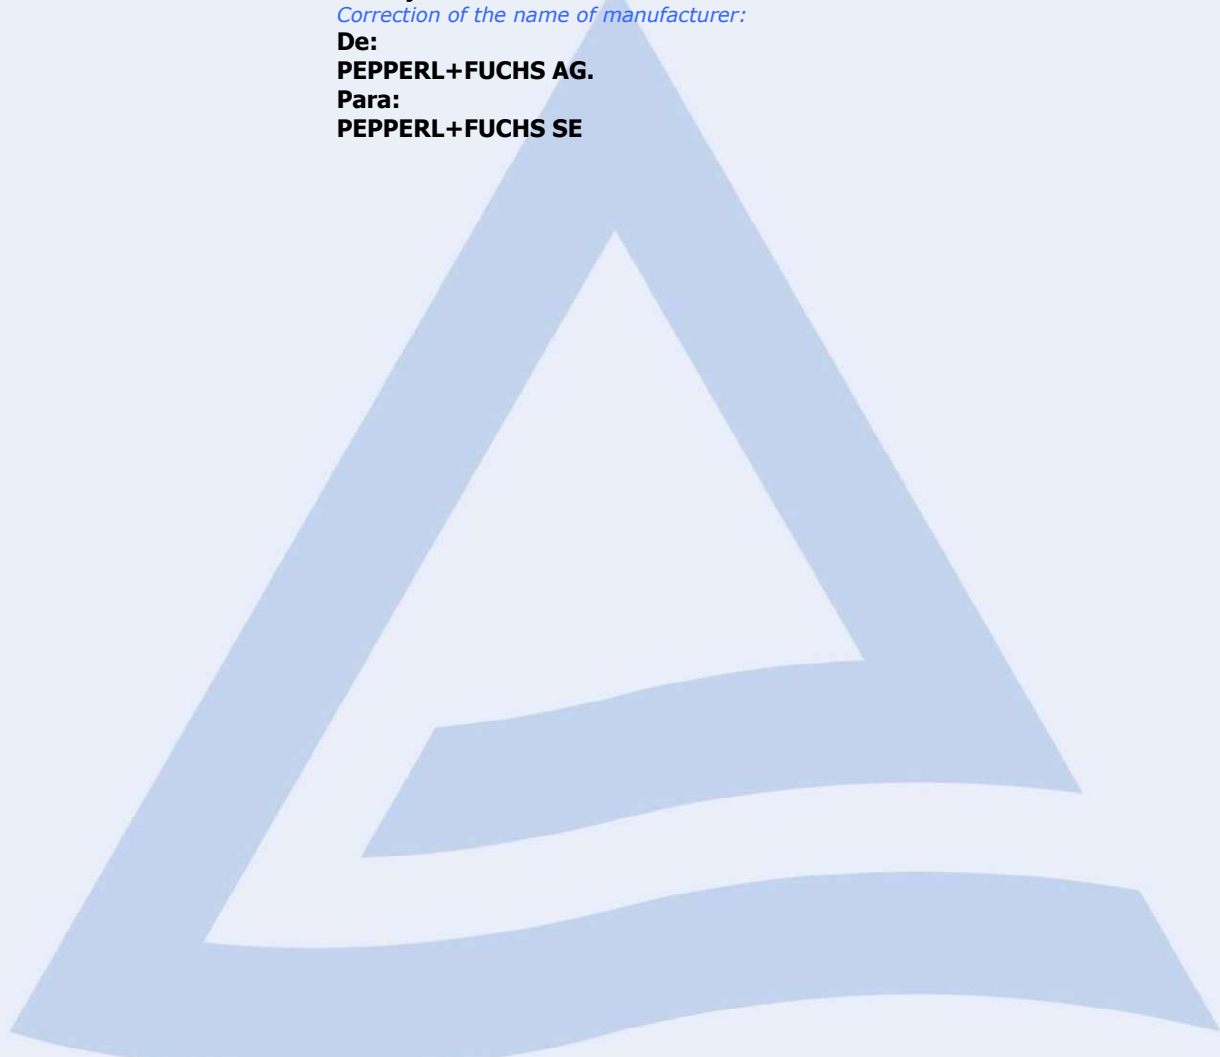 Correction of the name of manufacturer:
De:
PEPPERL+FUCHS AG.
Para:
PEPPERL+FUCHS SE